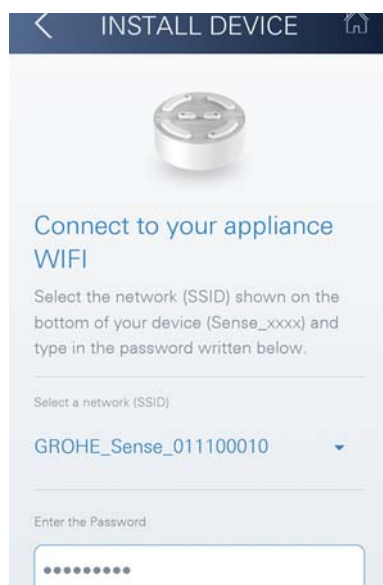 INSTALL DEVICE
Connect to your appliance
WIFI
Select the network (SSID) shown on the
bottom of your device (Sense_xxxx) and
type in the password written below.
Select a network (SSID)
GROHE_Sense_011100010
Enter the Password
•••••••••